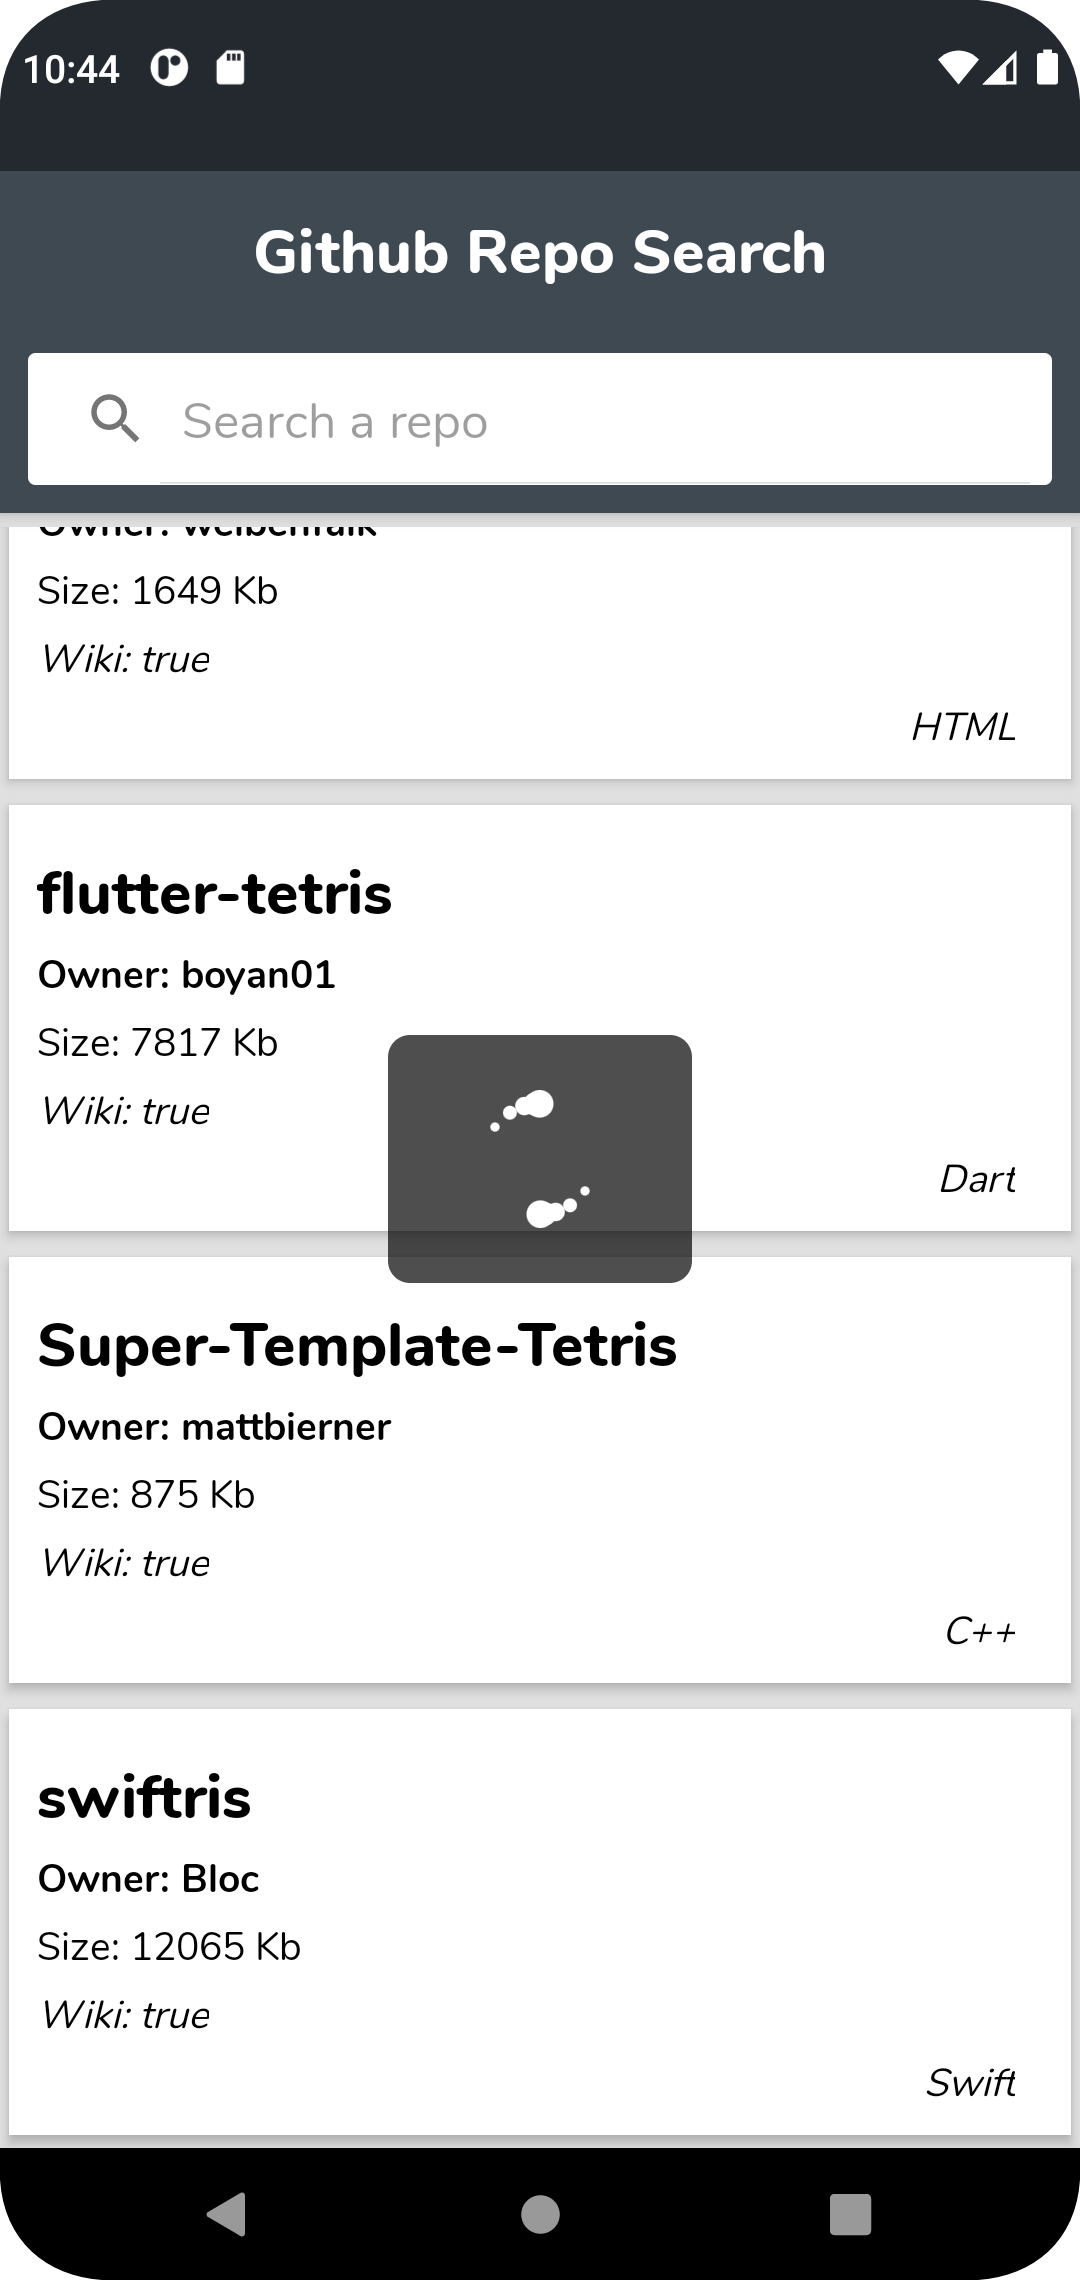 10:44
Github Repo Search
Search a repo
Owner: weibenfalk
Size: 1649 Kb
Wiki: true
HTML
flutter-tetris
Owner: boyan01
Size: 7817 Kb
Wiki: true
Dart
Super-Template-Tetris
Owner: mattbierner
Size: 875 Kb
Wiki: true
C++
swiftris
Owner: Bloc
Size: 12065 Kb
Wiki: true
Swift